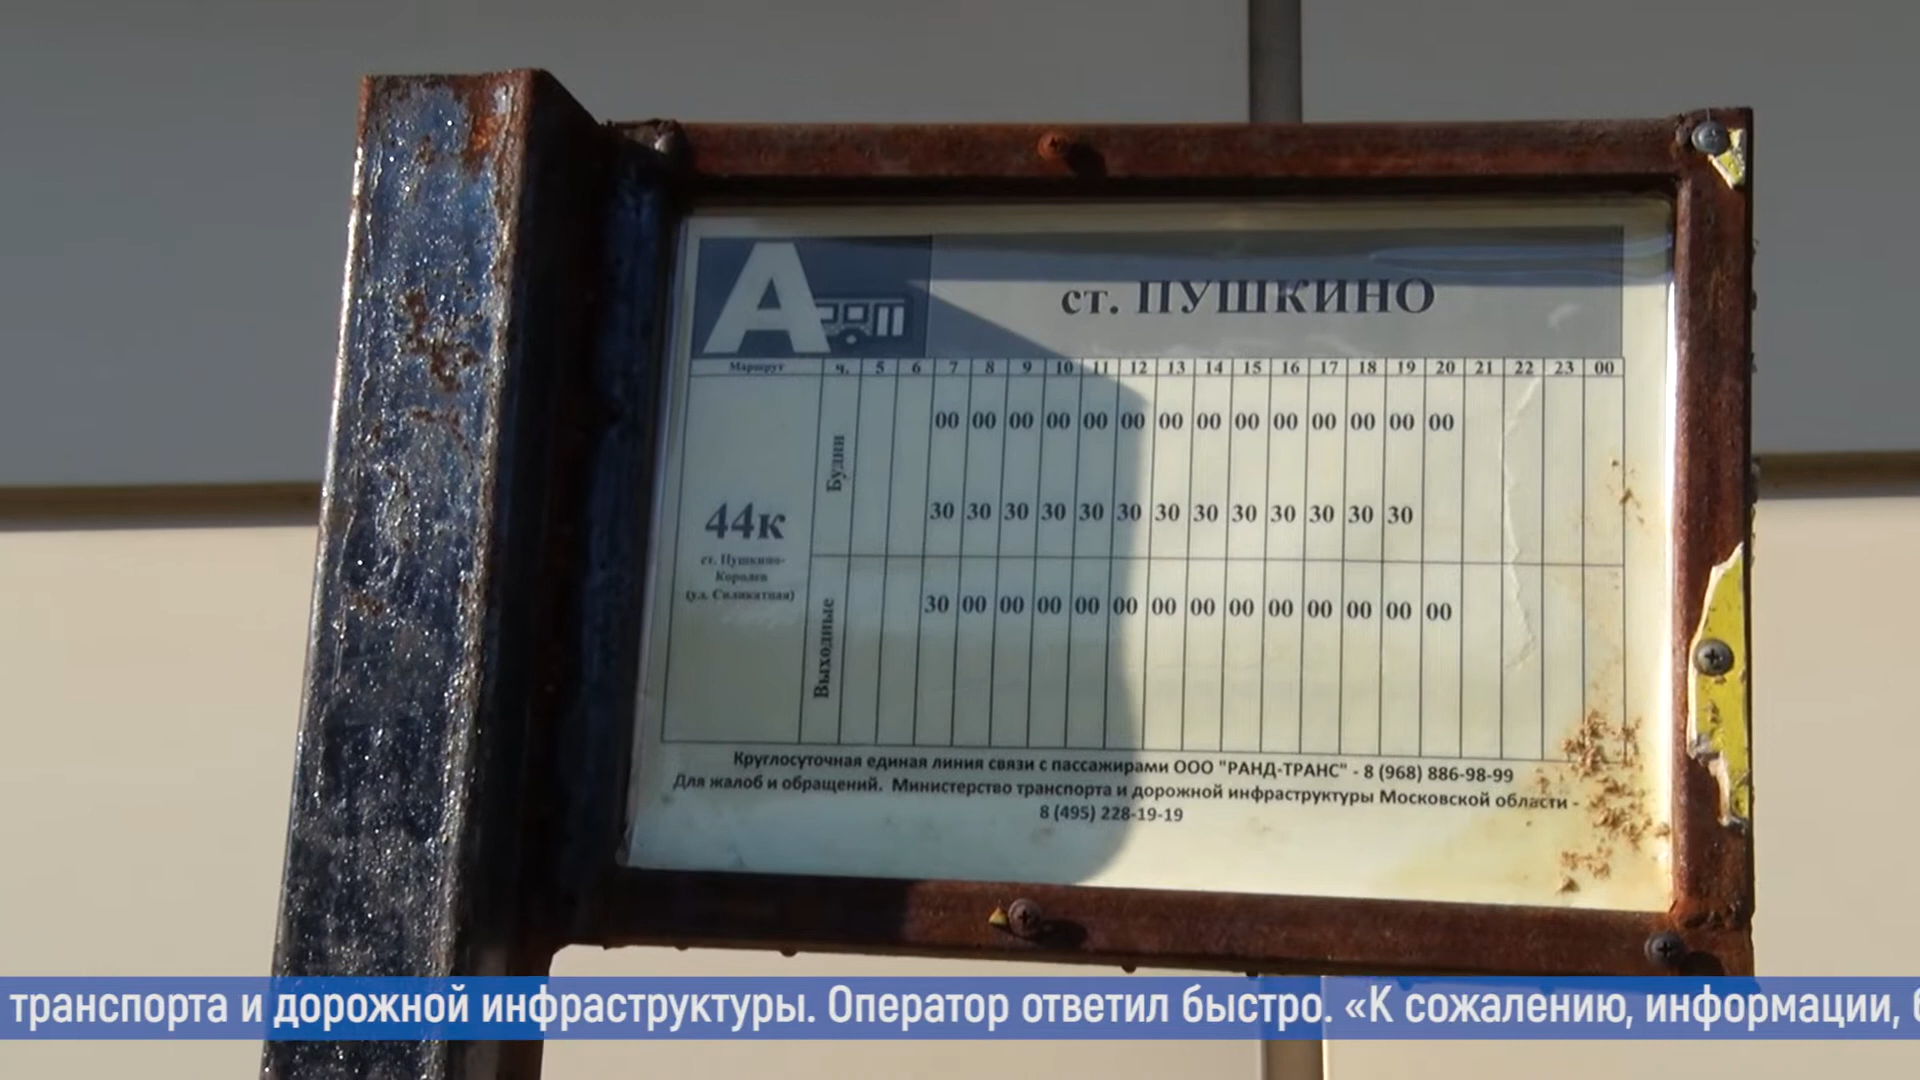 А
ст. ПУШКИНО
Маршрут ч. 5 6 7 8 9 10 11 12 13 14 15 16 17 18 19 20 21 22 23 00
Будни
00 00 00 00 00 00 00 00 00 00 00 00 00 00
30 30 30 30 30 30 30 30 30 30 30 30 30
44к
ст. Пушкино-
Королев
(ул. Силикатная)
Выходные
30 00 00 00 00 00 00 00 00 00 00 00 00 00
Круглосуточная единая линия связи с пассажирами ООО "РАНД-ТРАНС" - 8 (968) 886-98-99
Для жалоб и обращений. Министерство транспорта и дорожной инфраструктуры Московской области -
8 (495) 228-19-19
транспорта и дорожной инфраструктуры. Оператор ответил быстро. «К сожалению, информации,